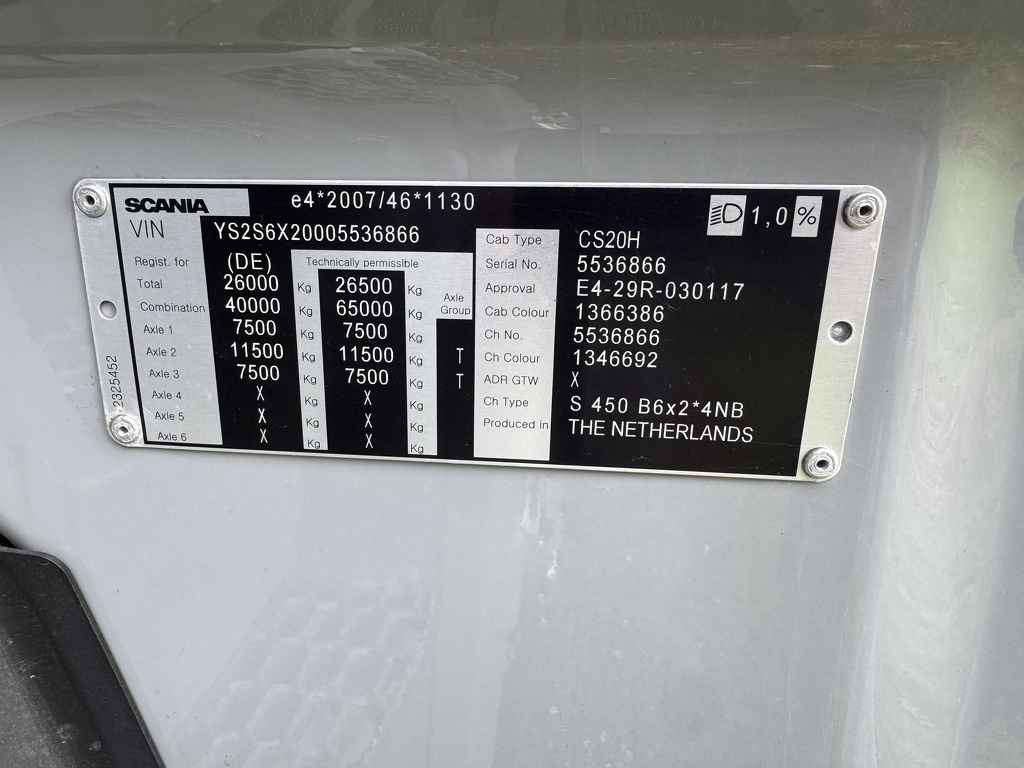 SCANIA e4*2007/46*1130
1,0 %
VIN YS2S6X20005536866
Regist. for (DE) Technically permissible
Total 26000 Kg 26500 Kg Axle Group
Combination 40000 Kg 65000 Kg
Axle 1 7500 Kg 7500 Kg
Axle 2 11500 Kg 11500 Kg T
Axle 3 7500 Kg 7500 Kg T
Axle 4 X Kg X Kg
Axle 5 X Kg X Kg
Axle 6 X Kg X Kg
Cab Type CS20H
Serial No. 5536866
Approval E4-29R-030117
Cab Colour 1366386
Ch No. 5536866
Ch Colour 1346692
ADR GTW X
Ch Type S 450 B6x2*4NB
Produced in THE NETHERLANDS
2325452